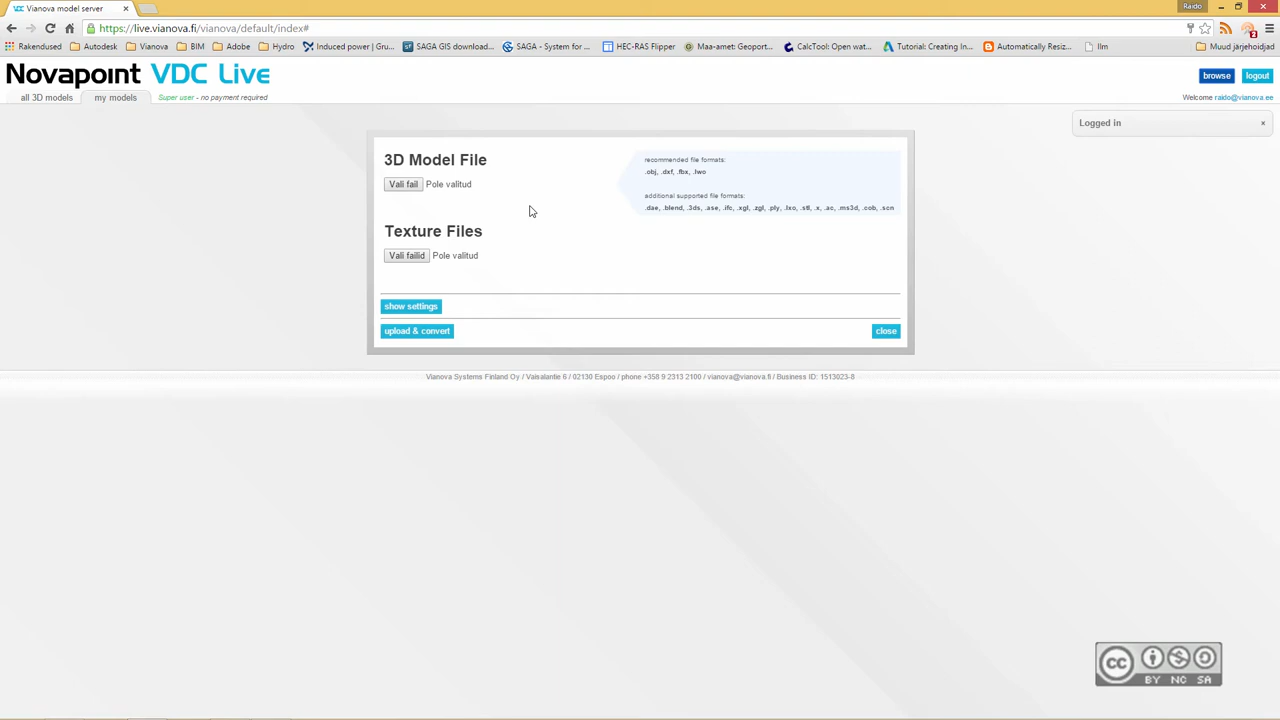 Vianova model server ×
Raido
https://live.vianova.fi/vianova/default/index#
Rakendused Autodesk Vianova BIM Adobe Hydro Induced power | Gru... SAGA GIS download... SAGA - System for ... HEC-RAS Flipper Maa-amet: Geoport... CalcTool: Open wat... Tutorial: Creating In... Automatically Resiz... Ilm Muud järjehoidjad
Novapoint VDC Live
browse logout
all 3D models my models Super user - no payment required
Welcome raido@vianova.ee
Logged in ×
3D Model File
Vali fail Pole valitud
recommended file formats:
.obj, .dxf, .fbx, .lwo
additional supported file formats:
.dae, .blend, .3ds, .ase, .ifc, .xgl, .zgl, .ply, .lxo, .stl, .x, .ac, .ms3d, .cob, .scn
Texture Files
Vali failid Pole valitud
show settings
upload & convert close
Vianova Systems Finland Oy / Vaisalantie 6 / 02130 Espoo / phone +358 9 2313 2100 / vianova@vianova.fi / Business ID: 1513023-8
cc
BY NC SA